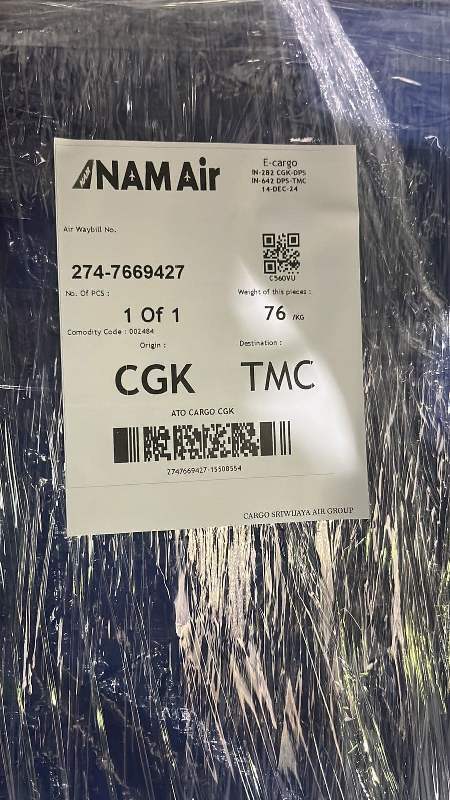 NAM Air
E-cargo
IN-282 CGK-DPS
IN-642 DPS-TMC
14-DEC-24
Air Waybill No.
274-7669427
C560VU
No. Of PCS :
Weight of this pieces :
1 Of 1
76 /KG
Comodity Code : 002484
Origin :
Destination :
CGK
TMC
ATO CARGO CGK
2747669427-15508554
CARGO SRIWIJAYA AIR GROUP